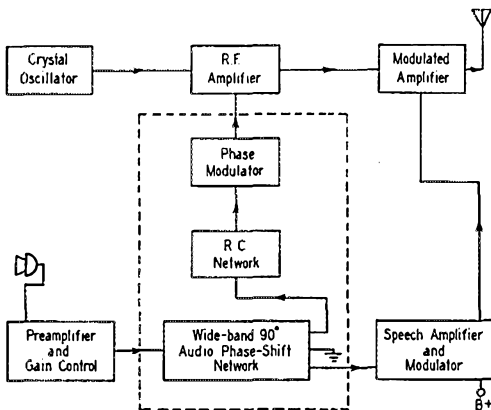 Crystal
Oscillator
R.F.
Amplifier
Modulated
Amplifier
Phase
Modulator
R C
Network
Preamplifier
and
Gain Control
Wide-band 90°
Audio Phase-Shift
Network
Speech Amplifier
and
Modulator
B+